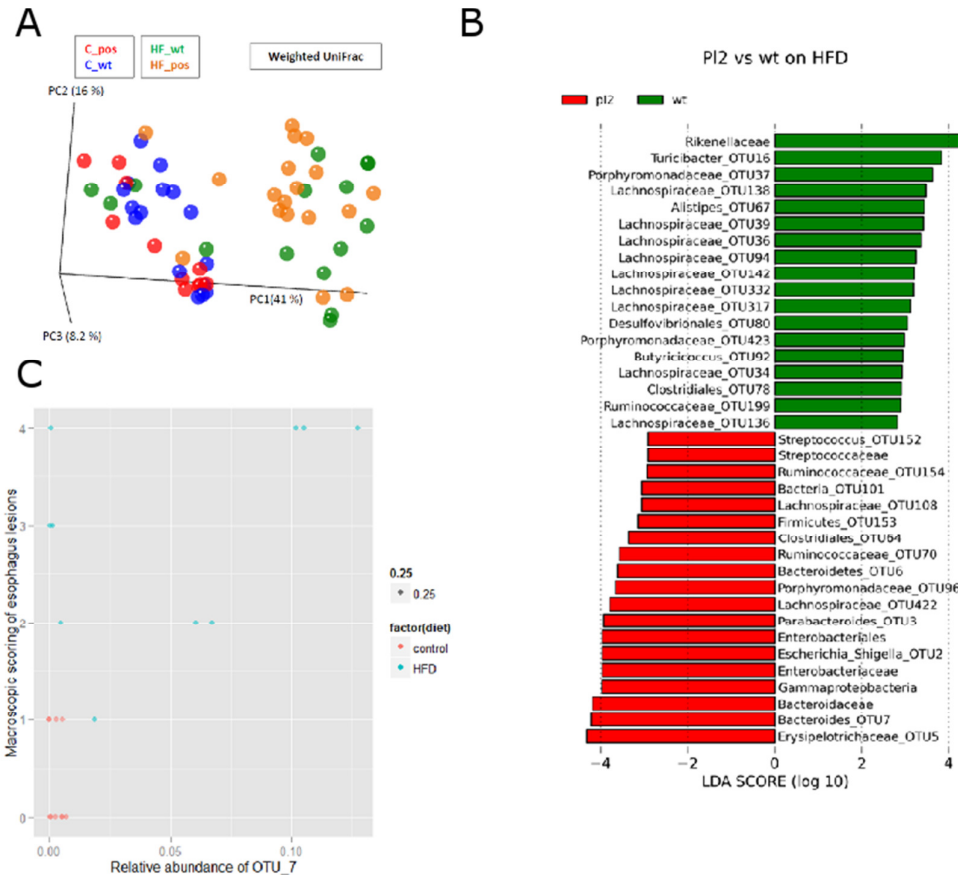 A
C_pos
C_wt
HF_wt
HF_pos
Weighted UniFrac
PC2 (16 %)
PC1(41 %)
PC3 (8.2 %)
B
Pl2 vs wt on HFD
pl2
wt
Rikenellaceae
Turicibacter_OTU16
Porphyromonadaceae_OTU37
Lachnospiraceae_OTU138
Alistipes_OTU67
Lachnospiraceae_OTU39
Lachnospiraceae_OTU36
Lachnospiraceae_OTU94
Lachnospiraceae_OTU142
Lachnospiraceae_OTU332
Lachnospiraceae_OTU317
Desulfovibrionales_OTU80
Porphyromonadaceae_OTU423
Butyricicoccus_OTU92
Lachnospiraceae_OTU34
Clostridiales_OTU78
Ruminococcaceae_OTU199
Lachnospiraceae_OTU136
Streptococcus_OTU152
Streptococcaceae
Ruminococcaceae_OTU154
Bacteria_OTU101
Lachnospiraceae_OTU108
Firmicutes_OTU153
Clostridiales_OTU64
Ruminococcaceae_OTU70
Bacteroidetes_OTU6
Porphyromonadaceae_OTU96
Lachnospiraceae_OTU422
Parabacteroides_OTU3
Enterobacteriales
Escherichia_Shigella_OTU2
Enterobacteriaceae
Gammaproteobacteria
Bacteroidaceae
Bacteroides_OTU7
Erysipelotrichaceae_OTU5
−4 −2 0 2 4
LDA SCORE (log 10)
C
Macroscopic scoring of esophagus lesions
4
3
2
1
0
0.00 0.05 0.10
Relative abundance of OTU_7
0.25
0.25
factor(diet)
control
HFD